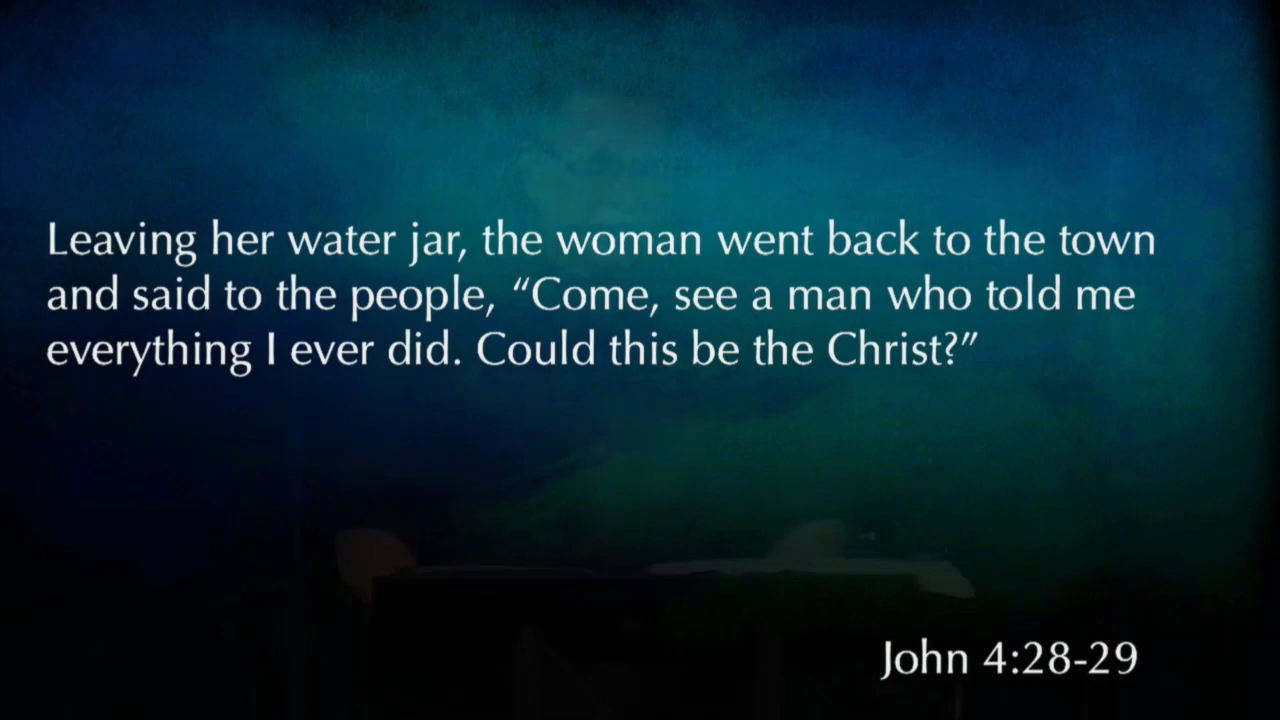 Leaving her water jar, the woman went back to the town
and said to the people, “Come, see a man who told me
everything I ever did. Could this be the Christ?”
John 4:28-29